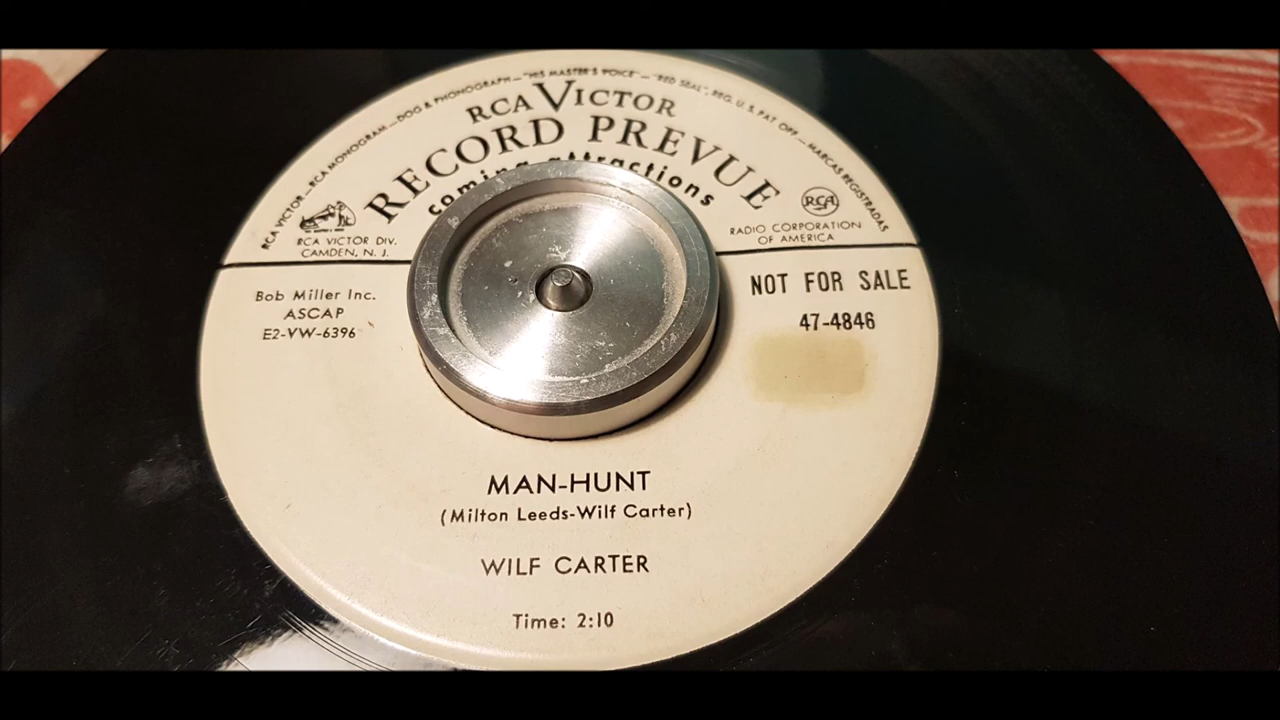 RCA VICTOR—RCA MONOGRAM—DOG & PHONOGRAPH—"HIS MASTER'S VOICE"—"RED SEAL", REG. U.S. PAT. OFF.—MARCAS REGISTRADAS
RCA VICTOR
RECORD PREVUE
coming attractions
RCA
RCA VICTOR DIV.
CAMDEN, N. J.
RADIO CORPORATION
OF AMERICA
Bob Miller Inc.
ASCAP
E2-VW-6396
NOT FOR SALE
47-4846
MAN-HUNT
(Milton Leeds-Wilf Carter)
WILF CARTER
Time: 2:10